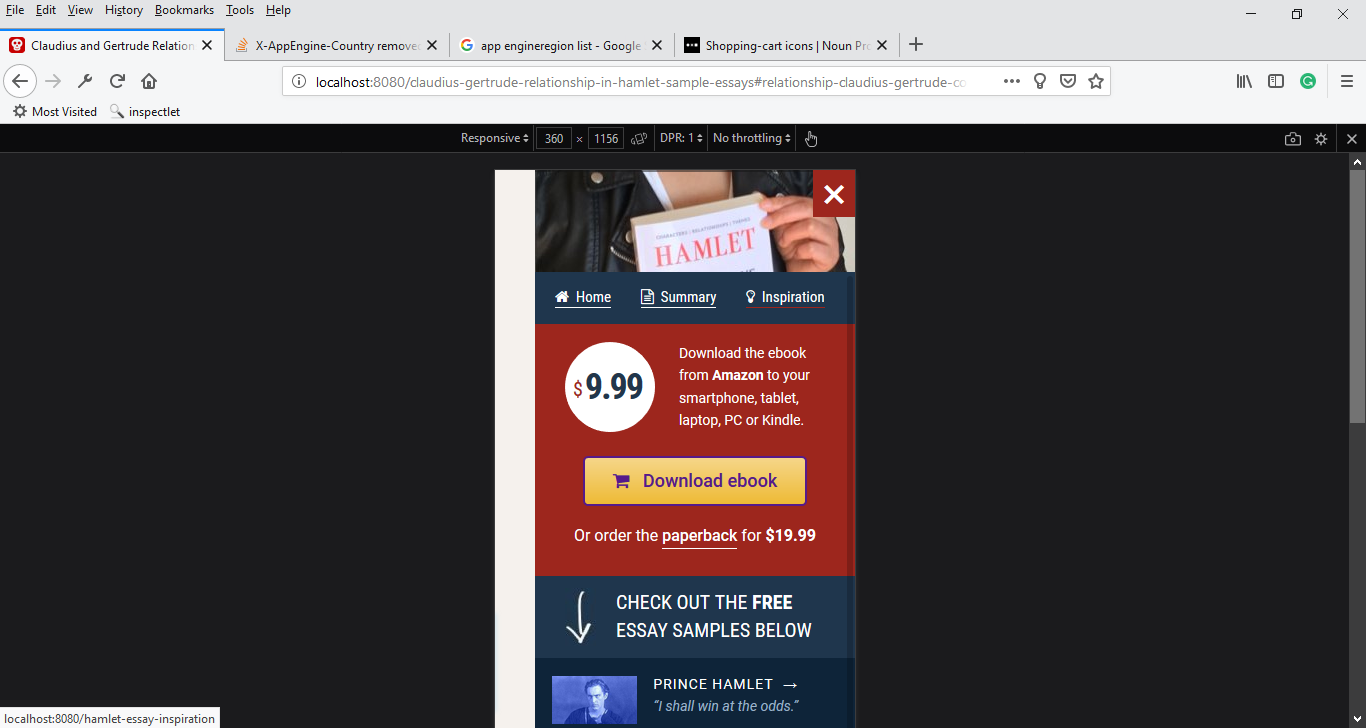 File Edit View History Bookmarks Tools Help
Claudius and Gertrude Relation
X-AppEngine-Country remove
app engineregion list - Google
Shopping-cart icons | Noun Pro
localhost:8080/claudius-gertrude-relationship-in-hamlet-sample-essays#relationship-claudius-gertrude-co
Most Visited inspectlet
Responsive 360 × 1156 DPR: 1 No throttling
CHARACTERS | RELATIONSHIPS | THEMES
HAMLET
Home Summary Inspiration
$9.99
Download the ebook
from Amazon to your
smartphone, tablet,
laptop, PC or Kindle.
Download ebook
Or order the paperback for $19.99
CHECK OUT THE FREE
ESSAY SAMPLES BELOW
PRINCE HAMLET →
“I shall win at the odds.”
localhost:8080/hamlet-essay-inspiration